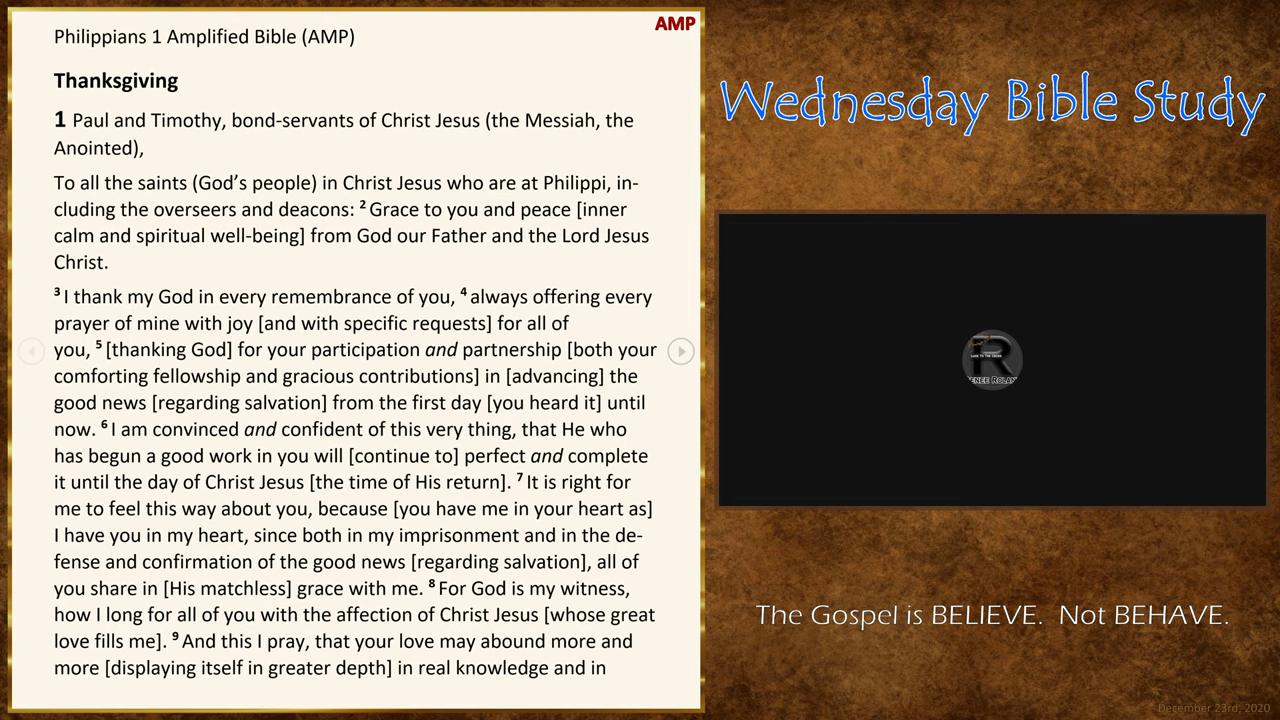 AMP
Philippians 1 Amplified Bible (AMP)
Thanksgiving
1 Paul and Timothy, bond-servants of Christ Jesus (the Messiah, the
Anointed),
To all the saints (God’s people) in Christ Jesus who are at Philippi, in-
cluding the overseers and deacons: 2 Grace to you and peace [inner
calm and spiritual well-being] from God our Father and the Lord Jesus
Christ.
3 I thank my God in every remembrance of you, 4 always offering every
prayer of mine with joy [and with specific requests] for all of
you, 5 [thanking God] for your participation and partnership [both your
comforting fellowship and gracious contributions] in [advancing] the
good news [regarding salvation] from the first day [you heard it] until
now. 6 I am convinced and confident of this very thing, that He who
has begun a good work in you will [continue to] perfect and complete
it until the day of Christ Jesus [the time of His return]. 7 It is right for
me to feel this way about you, because [you have me in your heart as]
I have you in my heart, since both in my imprisonment and in the de-
fense and confirmation of the good news [regarding salvation], all of
you share in [His matchless] grace with me. 8 For God is my witness,
how I long for all of you with the affection of Christ Jesus [whose great
love fills me]. 9 And this I pray, that your love may abound more and
more [displaying itself in greater depth] in real knowledge and in
Wednesday Bible Study
R
The Gospel is BELIEVE. Not BEHAVE.
December 23rd, 2020